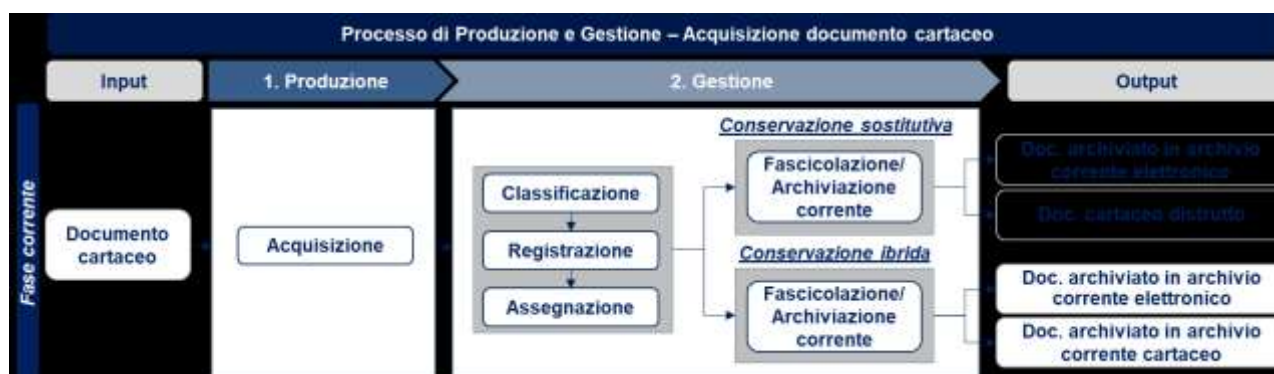 Processo di Produzione e Gestione – Acquisizione documento cartaceo
Input
1. Produzione
2. Gestione
Output
Fase corrente
Documento
cartaceo
Acquisizione
Classificazione
Registrazione
Assegnazione
Conservazione sostitutiva
Fascicolazione/
Archiviazione
corrente
Conservazione ibrida
Fascicolazione/
Archiviazione
corrente
Doc. archiviato in archivio
corrente elettronico
Doc. cartaceo distrutto
Doc. archiviato in archivio
corrente elettronico
Doc. archiviato in archivio
corrente cartaceo